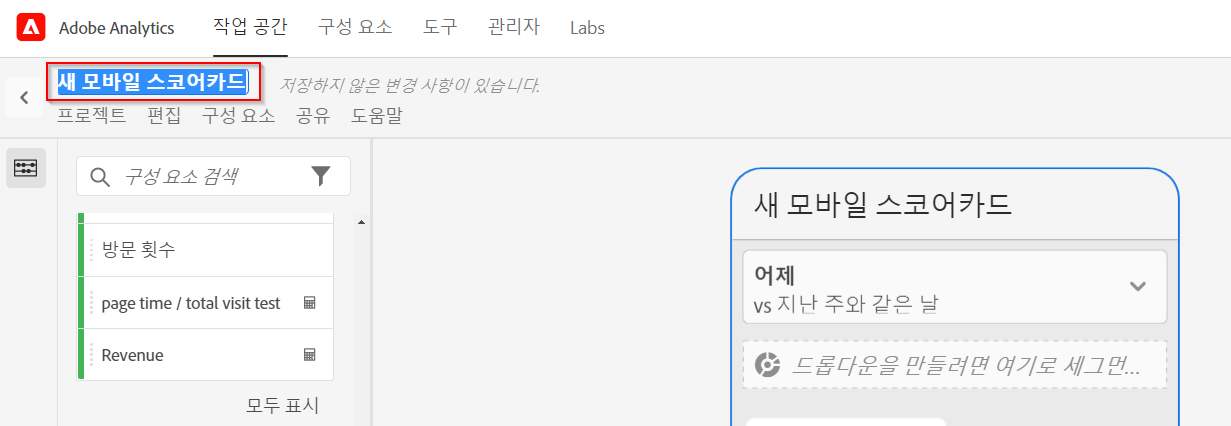 Adobe Analytics 작업 공간 구성 요소 도구 관리자 Labs
새 모바일 스코어카드 저장하지 않은 변경 사항이 있습니다.
프로젝트 편집 구성 요소 공유 도움말
구성 요소 검색
방문 횟수
page time / total visit test
Revenue
모두 표시
새 모바일 스코어카드
어제
vs 지난 주와 같은 날
드롭다운을 만들려면 여기로 세그먼...